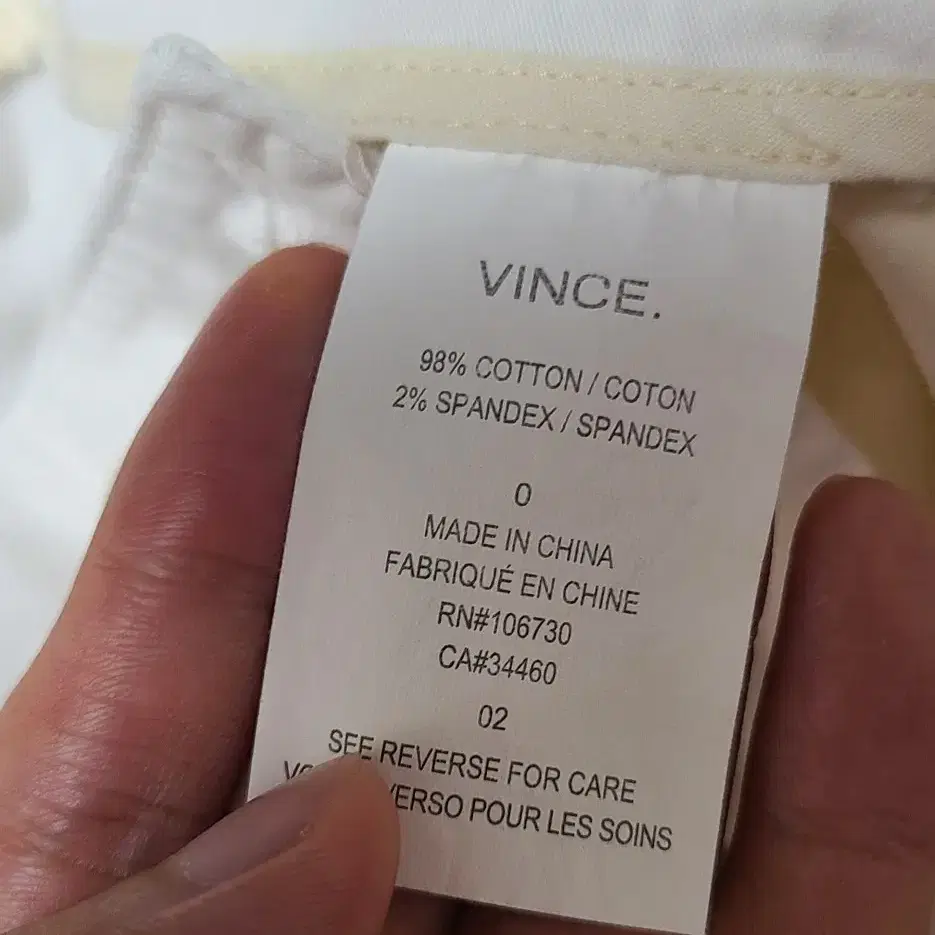 VINCE.
98% COTTON / COTON
2% SPANDEX / SPANDEX
0
MADE IN CHINA
FABRIQUÉ EN CHINE
RN#106730
CA#34460
02
SEE REVERSE FOR CARE
POUR LES SOINS